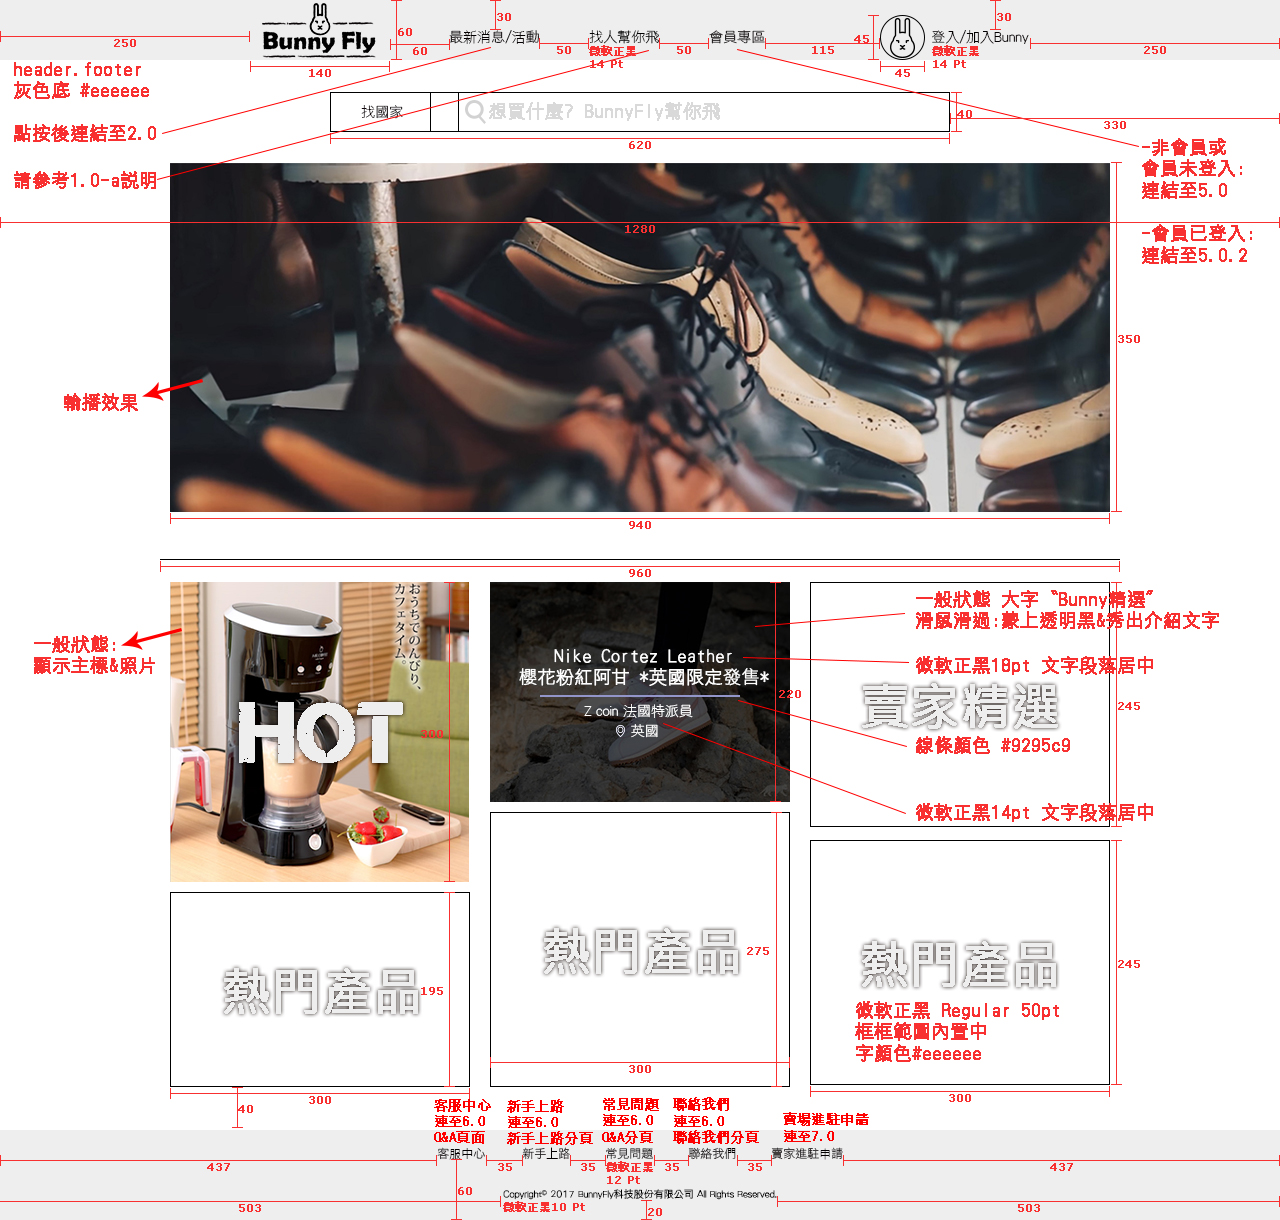 Bunny Fly
250
140
60
60
30
最新消息/活動
50
找人幫你飛
微軟正黑
14 Pt
50
會員專區
115
45
45
登入/加入Bunny
微軟正黑
14 Pt
30
250
header.footer
灰色底 #eeeeee
點按後連結至2.0
請參考1.0-a説明
找國家
想買什麼? BunnyFly幫你飛
40
620
330
-非會員或
會員未登入:
連結至5.0
-會員已登入:
連結至5.0.2
1280
350
輪播效果
940
960
一般狀態:
顯示主標&照片
おうちでのんびり、
カフェタイム。
HOT
300
Nike Cortez Leather
櫻花粉紅阿甘 *英國限定發售*
Z coin 法國特派員
英國
220
一般狀態 大字〝Bunny精選〞
滑鼠滑過:蒙上透明黑&秀出介紹文字
微軟正黑18pt 文字段落居中
賣家精選
245
線條顏色 #9295c9
微軟正黑14pt 文字段落居中
熱門產品
195
熱門產品
275
熱門產品
245
微軟正黑 Regular 50pt
框框範圍內置中
字顏色#eeeeee
300
300
300
40
客服中心
連至6.0
Q&A頁面
新手上路
連至6.0
新手上路分頁
常見問題
連至6.0
Q&A分頁
聯絡我們
連至6.0
聯絡我們分頁
賣場進駐申請
連至7.0
437
客服中心
35
新手上路
35
常見問題
微軟正黑
12 Pt
35
聯絡我們
35
賣家進駐申請
437
60
503
Copyright© 2017 BunnyFly科技股份有限公司 All Rights Reserved.
微軟正黑10 Pt
20
503